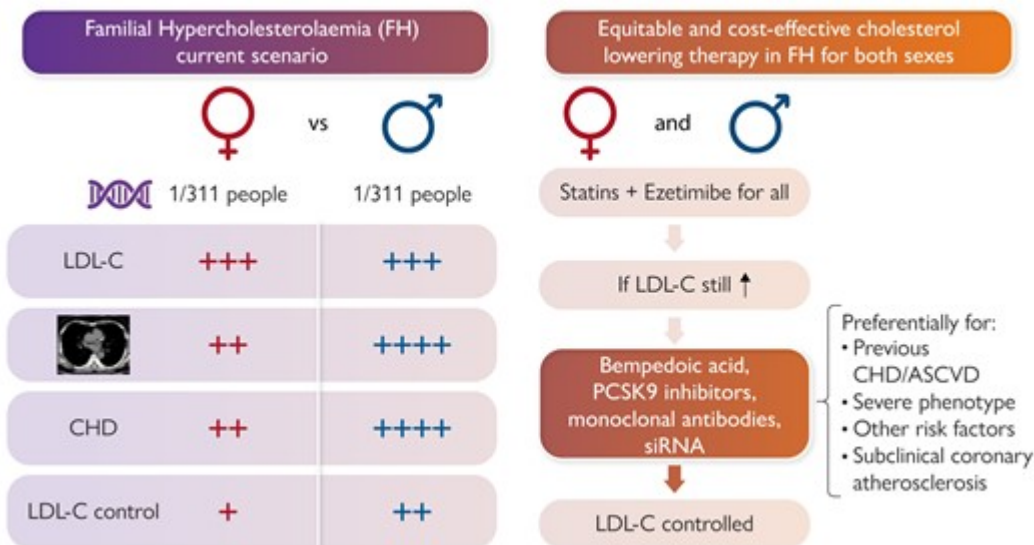 Familial Hypercholesterolaemia (FH)
current scenario
vs
1/311 people
1/311 people
LDL-C
+++
+++
++
++++
CHD
++
++++
LDL-C control
+
++
Equitable and cost-effective cholesterol
lowering therapy in FH for both sexes
and
Statins + Ezetimibe for all
If LDL-C still ↑
Bempedoic acid,
PCSK9 inhibitors,
monoclonal antibodies,
siRNA
Preferentially for:
• Previous
CHD/ASCVD
• Severe phenotype
• Other risk factors
• Subclinical coronary
atherosclerosis
LDL-C controlled